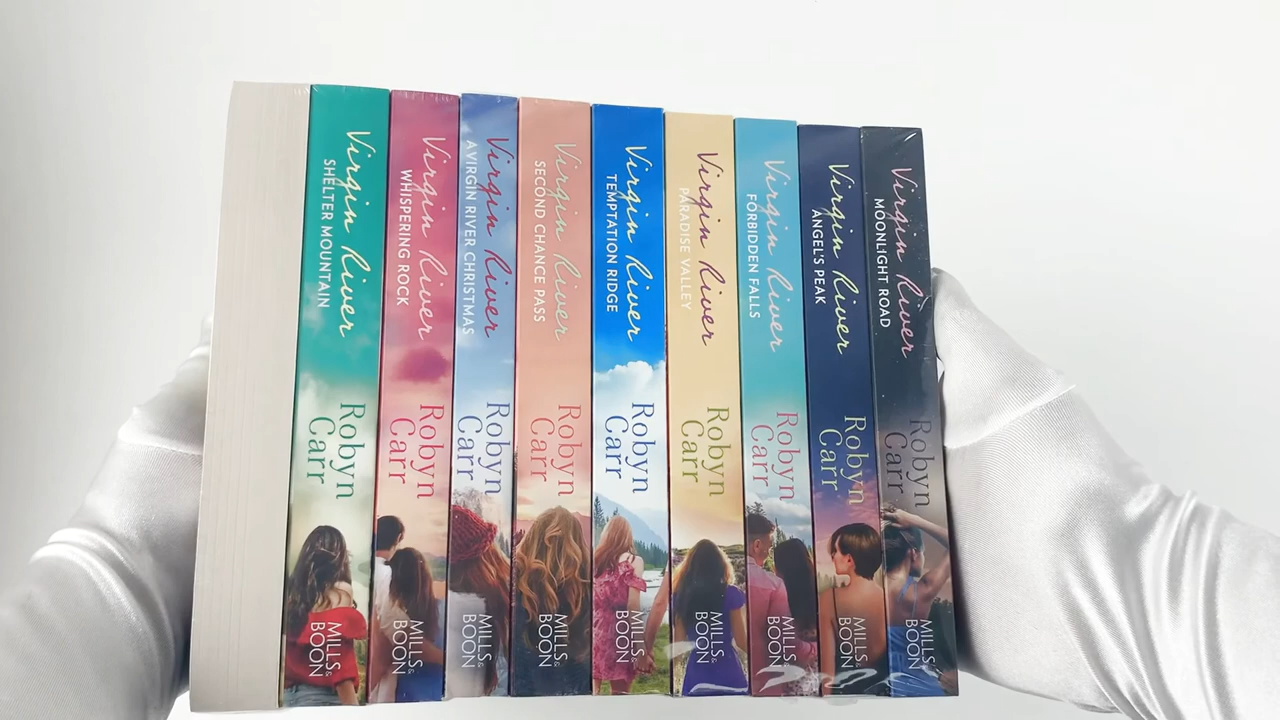 Virgin River
SHELTER MOUNTAIN
Robyn
Carr
MILLS &
BOON
Virgin River
WHISPERING ROCK
Robyn
Carr
MILLS &
BOON
Virgin River
A VIRGIN RIVER CHRISTMAS
Robyn
Carr
MILLS &
BOON
Virgin River
SECOND CHANCE PASS
Robyn
Carr
MILLS &
BOON
Virgin River
TEMPTATION RIDGE
Robyn
Carr
MILLS &
BOON
Virgin River
PARADISE VALLEY
Robyn
Carr
MILLS &
BOON
Virgin River
FORBIDDEN FALLS
Robyn
Carr
MILLS &
BOON
Virgin River
ANGEL'S PEAK
Robyn
Carr
MILLS &
BOON
Virgin River
MOONLIGHT ROAD
Robyn
Carr
MILLS &
BOON